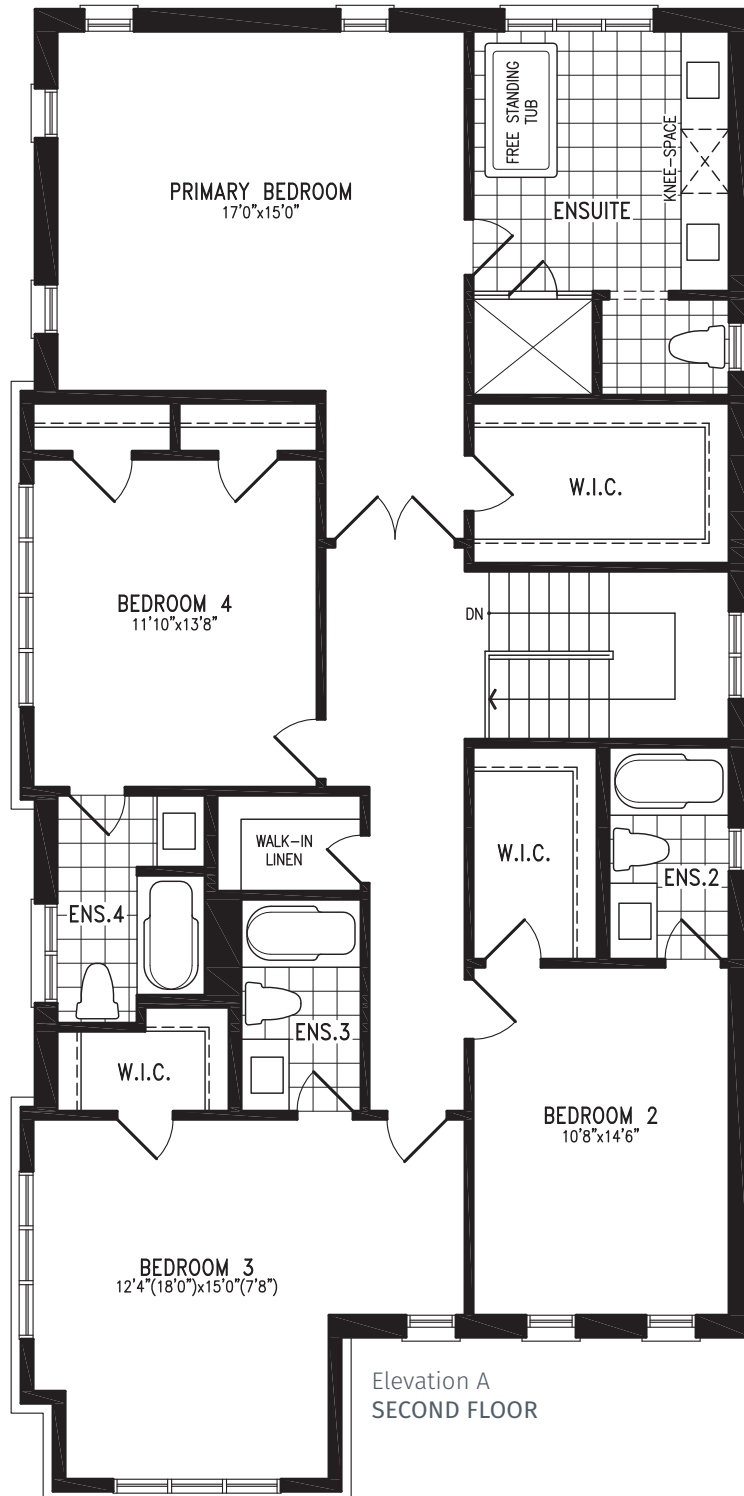 FREE STANDING
TUB
KNEE-SPACE
PRIMARY BEDROOM
17'0"x15'0"
ENSUITE
W.I.C.
BEDROOM 4
11'10"x13'8"
DN
WALK-IN
LINEN
W.I.C.
ENS.2
ENS.4
ENS.3
W.I.C.
BEDROOM 2
10'8"x14'6"
BEDROOM 3
12'4"(18'0")x15'0"(7'8")
Elevation A
SECOND FLOOR